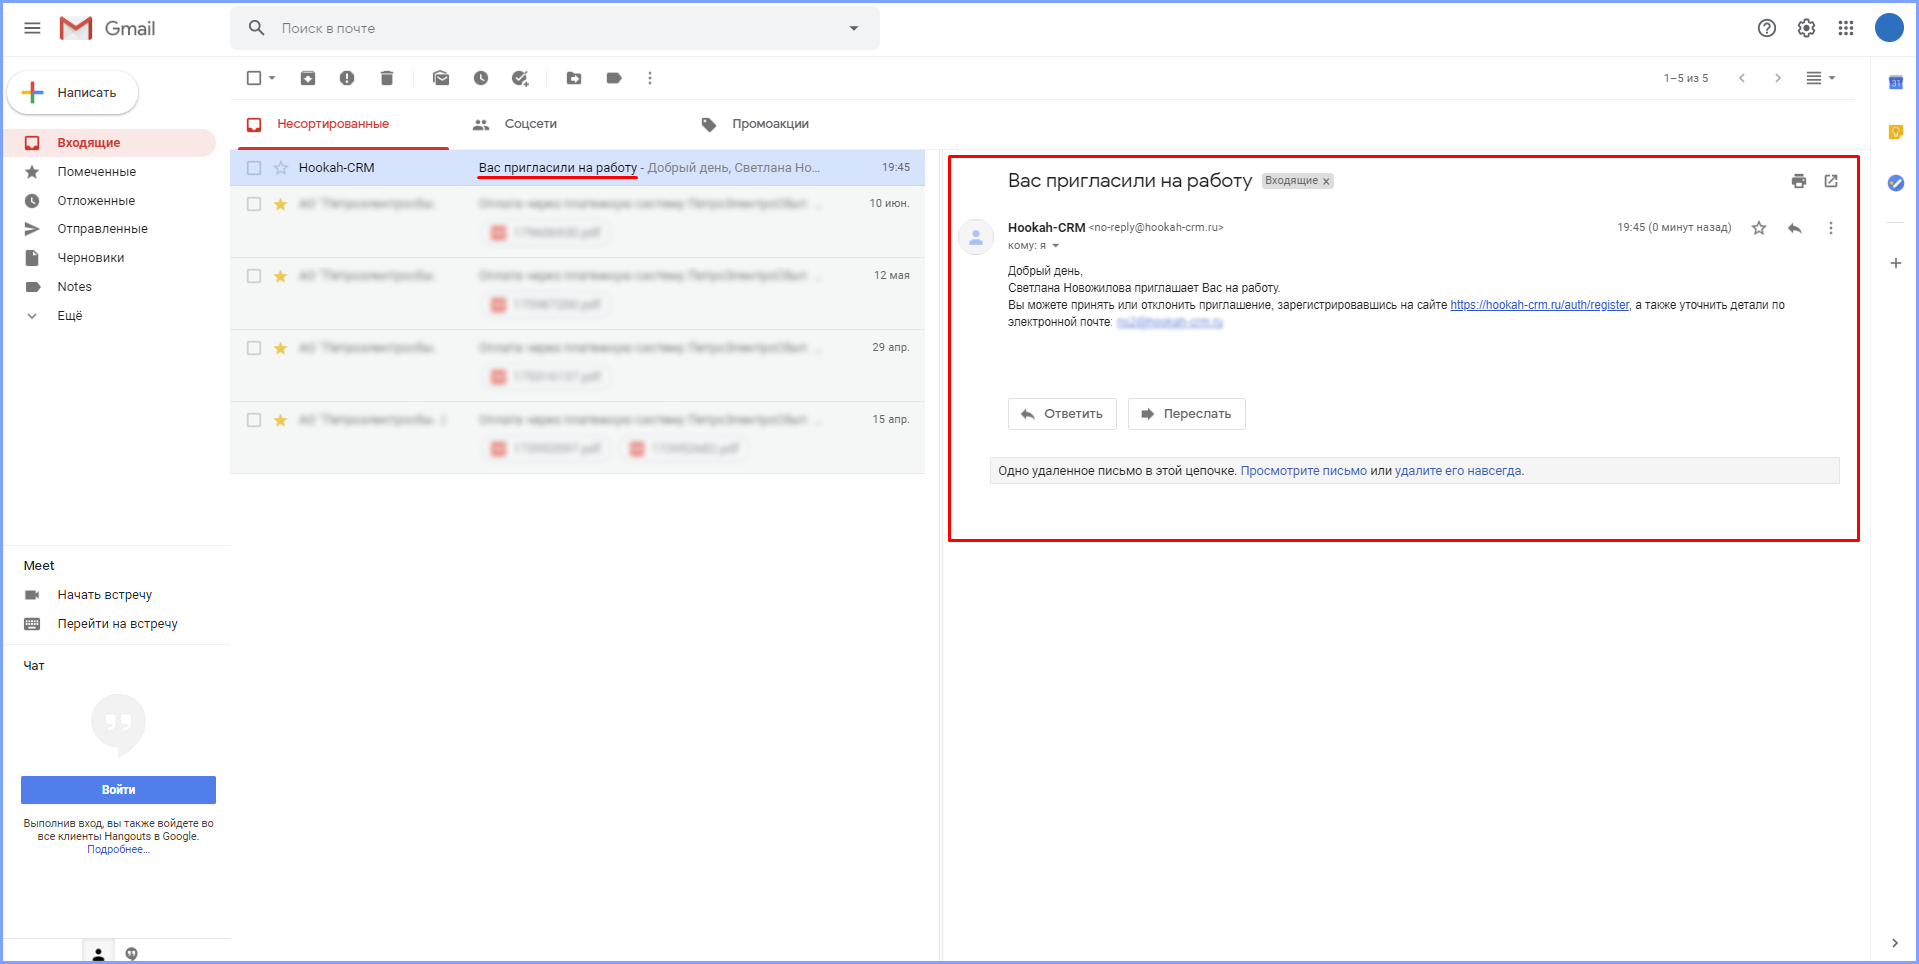 Gmail
Поиск в почте
Написать
1–5 из 5
31
Входящие
Помеченные
Отложенные
Отправленные
Черновики
Notes
Ещё
Несортированные
Соцсети
Промоакции
Hookah-CRM Вас пригласили на работу - Добрый день, Светлана Но... 19:45
10 июн.
12 мая
29 апр.
15 апр.
Вас пригласили на работу Входящие x
Hookah-CRM <no-reply@hookah-crm.ru> 19:45 (0 минут назад)
кому: я
Добрый день,
Светлана Новожилова приглашает Вас на работу.
Вы можете принять или отклонить приглашение, зарегистрировавшись на сайте https://hookah-crm.ru/auth/register, а также уточнить детали по
электронной почте:
Ответить
Переслать
Одно удаленное письмо в этой цепочке. Просмотрите письмо или удалите его навсегда.
Meet
Начать встречу
Перейти на встречу
Чат
Войти
Выполнив вход, вы также войдете во
все клиенты Hangouts в Google.
Подробнее...